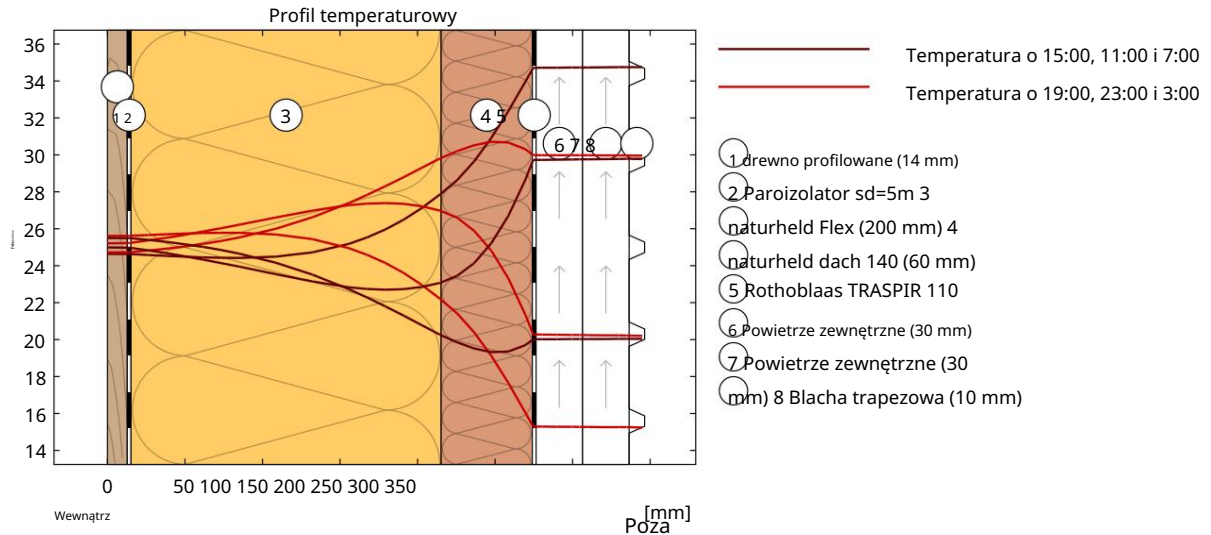 Profil temperaturowy
36
34
32
30
28
26
24
22
20
18
16
14
1 2
3
4 5
6 7 8
0 50 100 150 200 250 300 350
Wewnątrz
[mm]
Poza
Temperatura o 15:00, 11:00 i 7:00
Temperatura o 19:00, 23:00 i 3:00
1 drewno profilowane (14 mm)
2 Paroizolator sd=5m 3
naturheld Flex (200 mm) 4
naturheld dach 140 (60 mm)
5 Rothoblaas TRASPIR 110
6 Powietrze zewnętrzne (30 mm)
7 Powietrze zewnętrzne (30
mm) 8 Blacha trapezowa (10 mm)